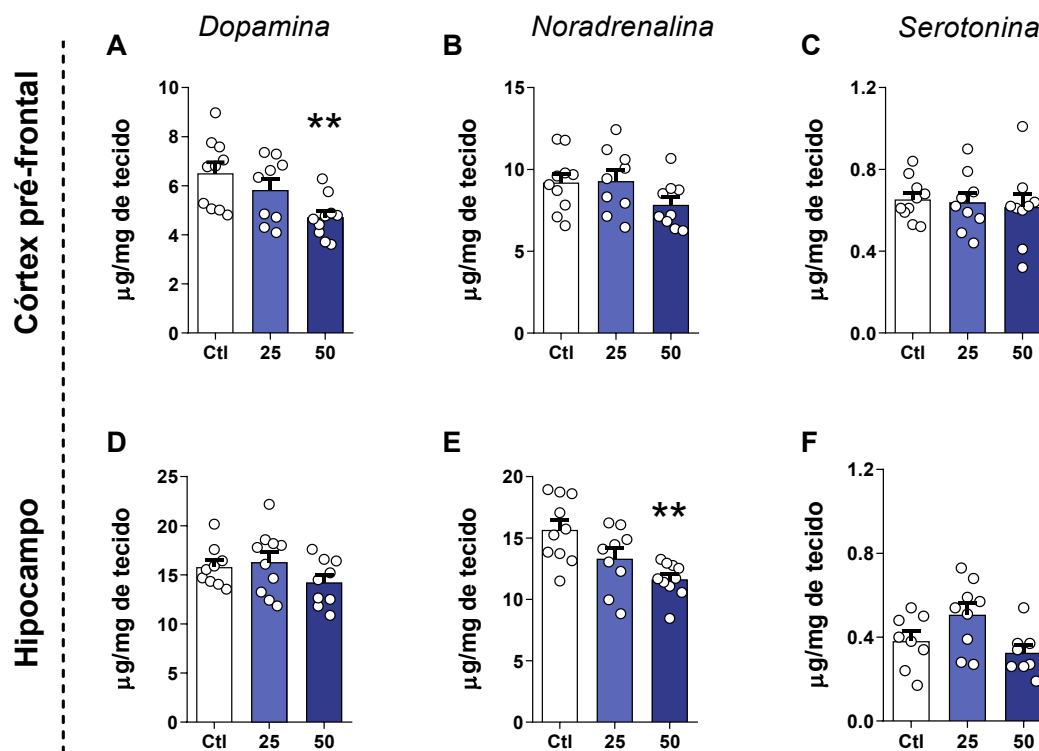 Dopamina
Noradrenalina
Serotonina
Córtex pré-frontal
A
µg/mg de tecido
10
8
6
4
2
0
**
Ctl 25 50
B
µg/mg de tecido
15
10
5
0
Ctl 25 50
C
µg/mg de tecido
1.2
0.8
0.4
0.0
Ctl 25 50
Hipocampo
D
µg/mg de tecido
25
20
15
10
5
0
Ctl 25 50
E
µg/mg de tecido
20
15
10
5
0
**
Ctl 25 50
F
µg/mg de tecido
1.2
0.8
0.4
0.0
Ctl 25 50